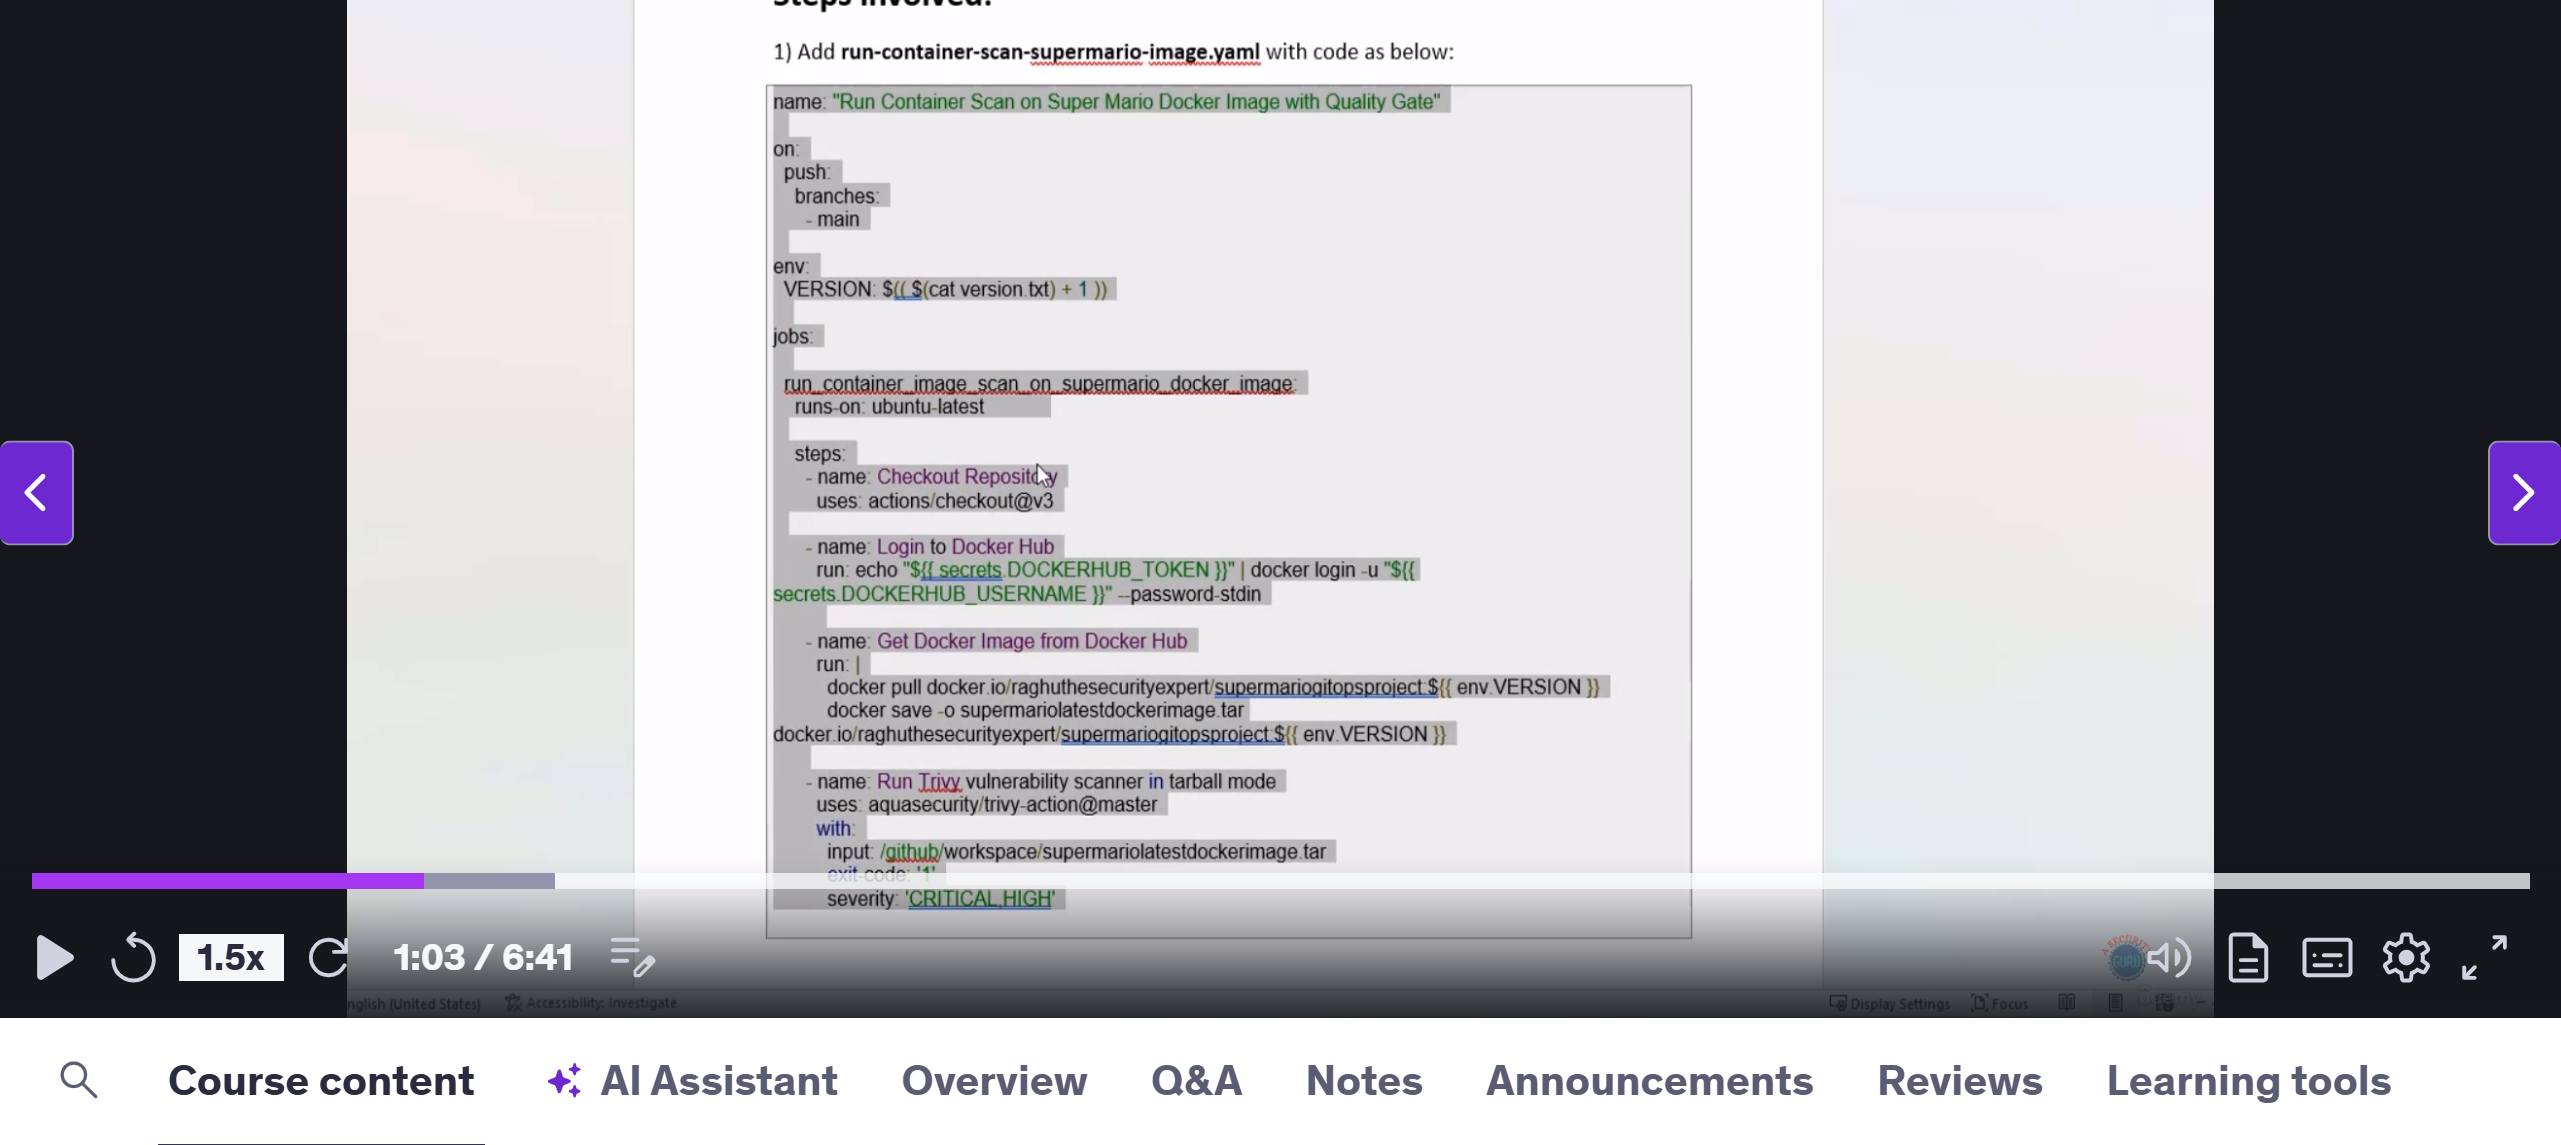 Steps involved:
1) Add run-container-scan-supermario-image.yaml with code as below:
name: "Run Container Scan on Super Mario Docker Image with Quality Gate"
on:
push:
branches:
- main
env:
VERSION: $(( $(cat version.txt) + 1 ))
jobs:
run_container_image_scan_on_supermario_docker_image:
runs-on: ubuntu-latest
steps:
- name: Checkout Repository
uses: actions/checkout@v3
- name: Login to Docker Hub
run: echo "${{ secrets.DOCKERHUB_TOKEN }}" | docker login -u "${{
secrets.DOCKERHUB_USERNAME }}" --password-stdin
- name: Get Docker Image from Docker Hub
run: |
docker pull docker.io/raghuthesecurityexpert/supermariogitopsproject:${{ env.VERSION }}
docker save -o supermariolatestdockerimage.tar
docker.io/raghuthesecurityexpert/supermariogitopsproject:${{ env.VERSION }}
- name: Run Trivy vulnerability scanner in tarball mode
uses: aquasecurity/trivy-action@master
with:
input: /github/workspace/supermariolatestdockerimage.tar
exit-code: '1'
severity: 'CRITICAL,HIGH'
1.5x
1:03 / 6:41
GURU
nglish (United States)
Accessibility: Investigate
Display Settings
Focus
Course content
AI Assistant
Overview
Q&A
Notes
Announcements
Reviews
Learning tools